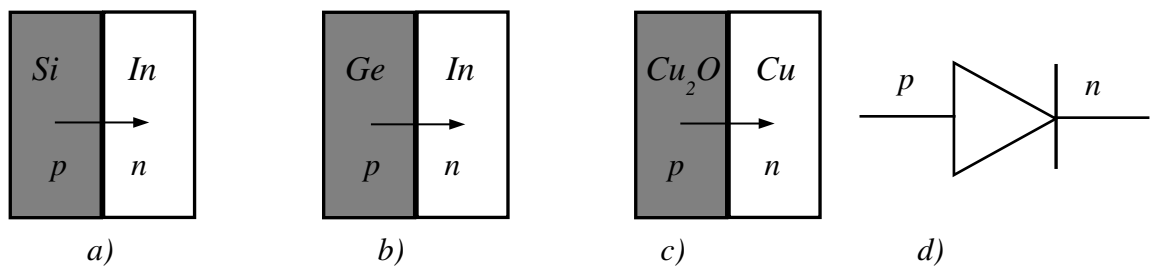 Si In
p n
a)
Ge In
p n
b)
Cu₂O Cu
p n
c)
p n
d)